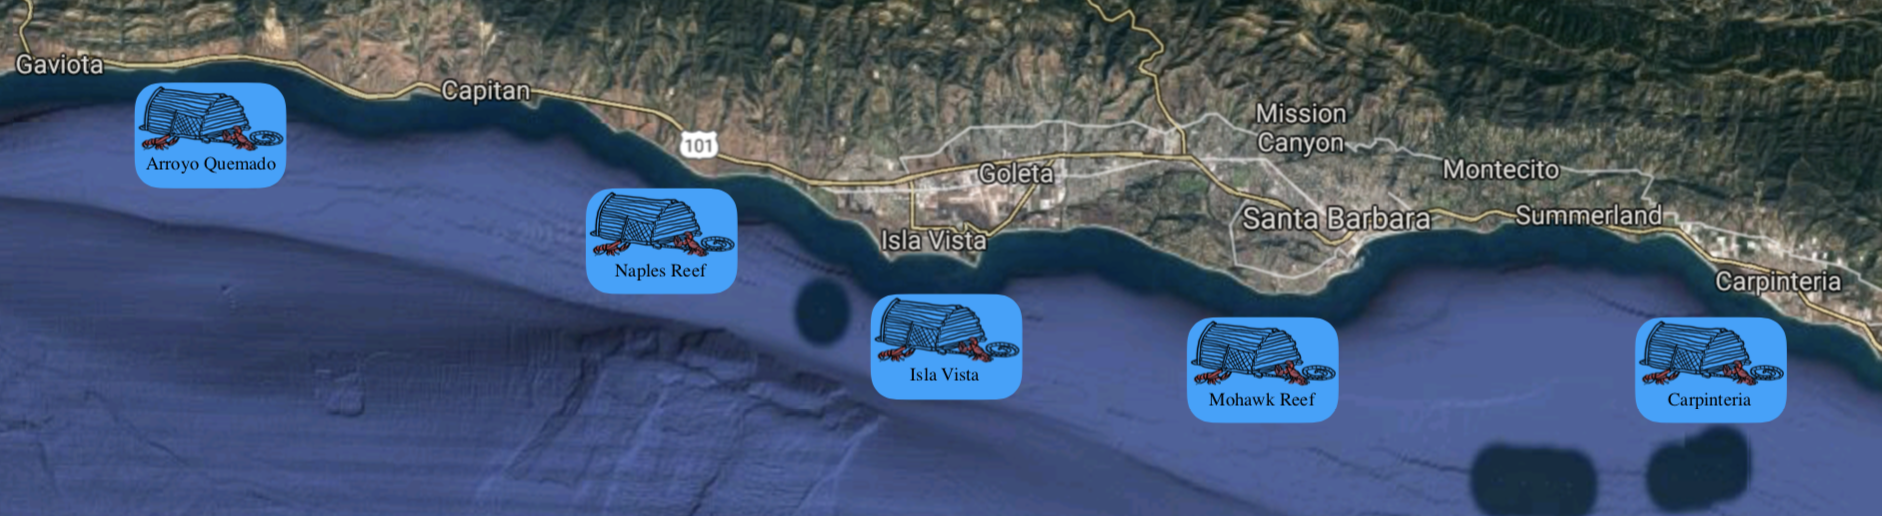 Gaviota
Capitan
101
Mission
Canyon
Goleta
Montecito
Isla Vista
Santa Barbara
Summerland
Carpinteria
Arroyo Quemado
Naples Reef
Isla Vista
Mohawk Reef
Carpinteria